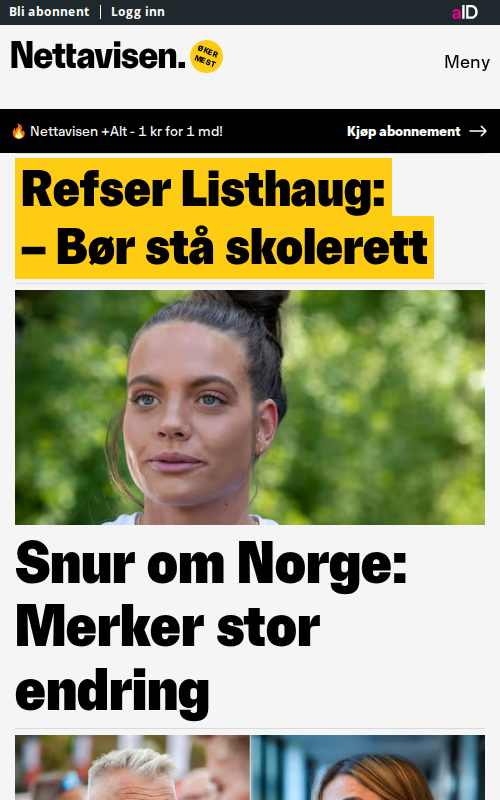 Bli abonnent
Logg inn
aID
Nettavisen.
ØKER
MEST
Meny
🔥 Nettavisen +Alt - 1 kr for 1 md!
Kjøp abonnement →
Refser Listhaug:
– Bør stå skolerett
Snur om Norge:
Merker stor
endring